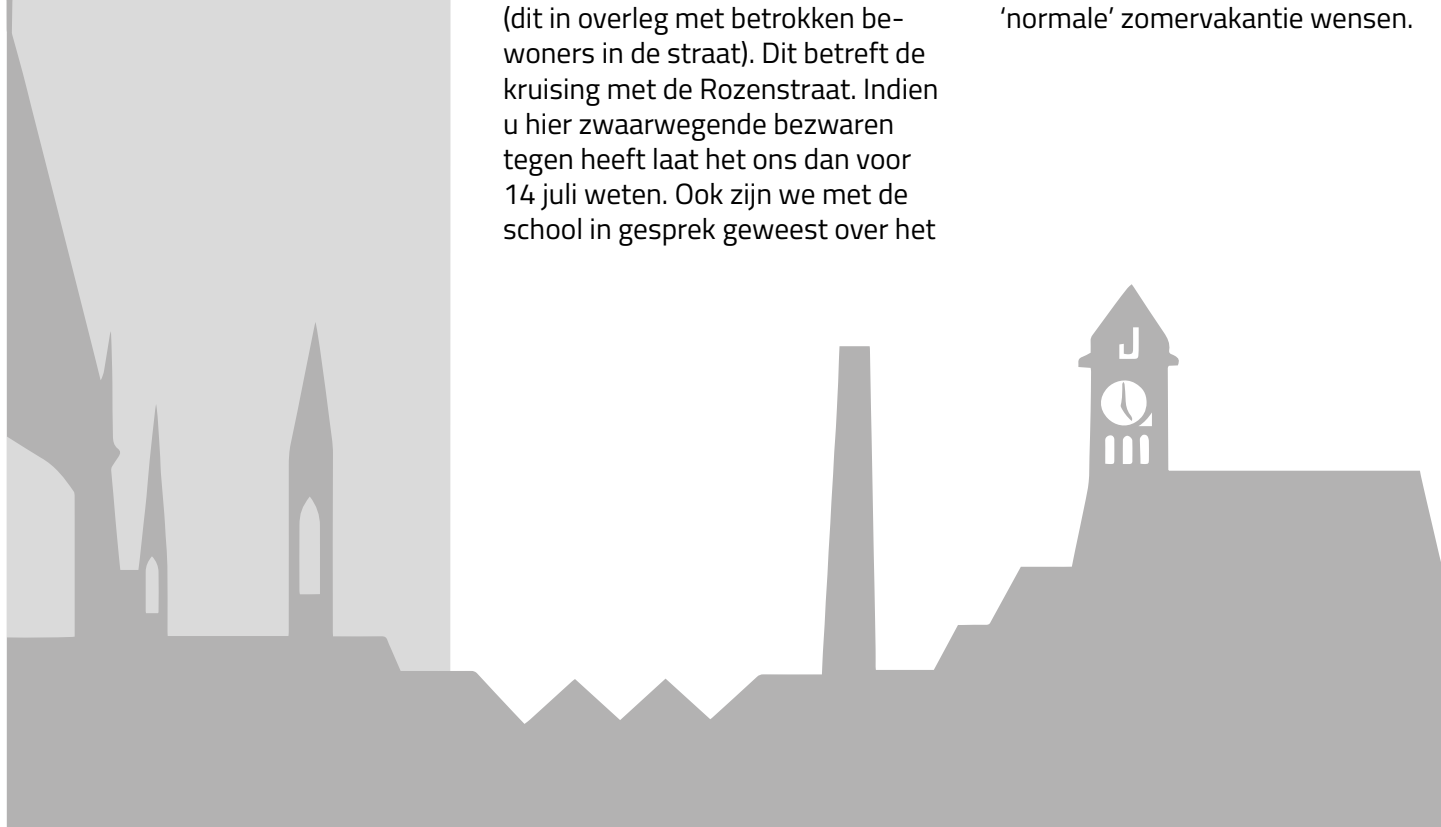 (dit in overleg met betrokken be-
woners in de straat). Dit betreft de
kruising met de Rozenstraat. Indien
u hier zwaarwegende bezwaren
tegen heeft laat het ons dan voor
14 juli weten. Ook zijn we met de
school in gesprek geweest over het
‘normale’ zomervakantie wensen.
J